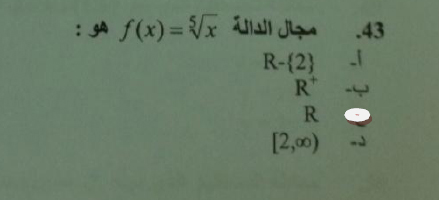 43. مجال الدالة f(x)=⁵√x هو :
أ- R-{2}
ب- R⁺
R
د- [2,∞)